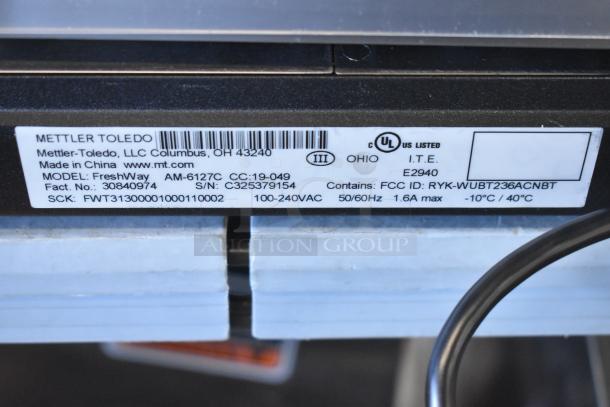 METTLER TOLEDO
Mettler-Toledo, LLC Columbus, OH 43240
Made in China www.mt.com
III OHIO
C UL US LISTED
I.T.E.
E2940
MODEL: FreshWay AM-6127C CC:19-049
Fact. No.: 30840974 S/N: C325379154 Contains: FCC ID: RYK-WUBT236ACNBT
SCK: FWT31300001000110002 100-240VAC 50/60Hz 1.6A max -10°C / 40°C
AUCTION GROUP